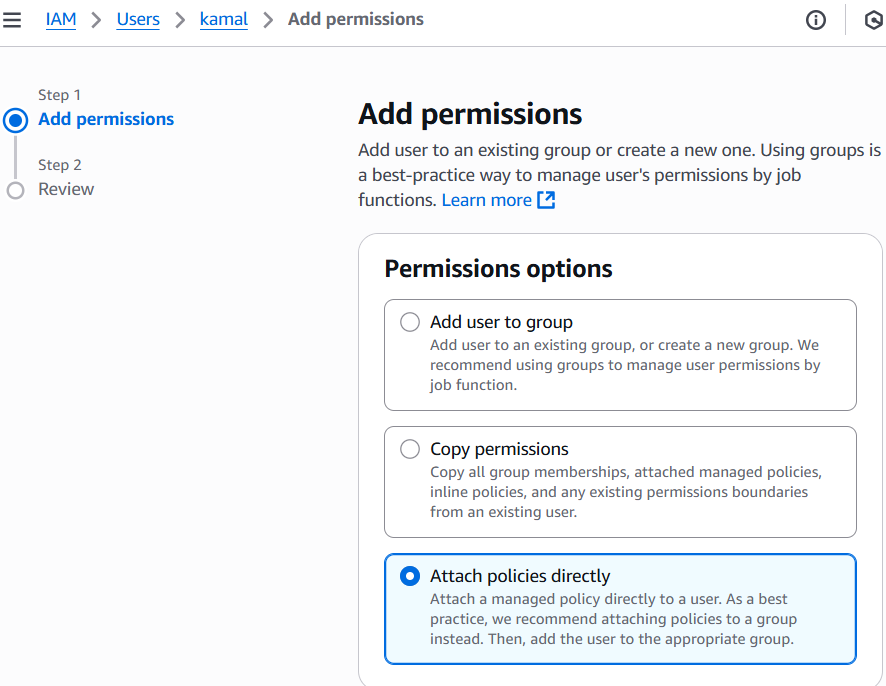 IAM > Users > kamal > Add permissions
Step 1
Add permissions
Step 2
Review
Add permissions
Add user to an existing group or create a new one. Using groups is
a best-practice way to manage user's permissions by job
functions. Learn more
Permissions options
Add user to group
Add user to an existing group, or create a new group. We
recommend using groups to manage user permissions by
job function.
Copy permissions
Copy all group memberships, attached managed policies,
inline policies, and any existing permissions boundaries
from an existing user.
Attach policies directly
Attach a managed policy directly to a user. As a best
practice, we recommend attaching policies to a group
instead. Then, add the user to the appropriate group.